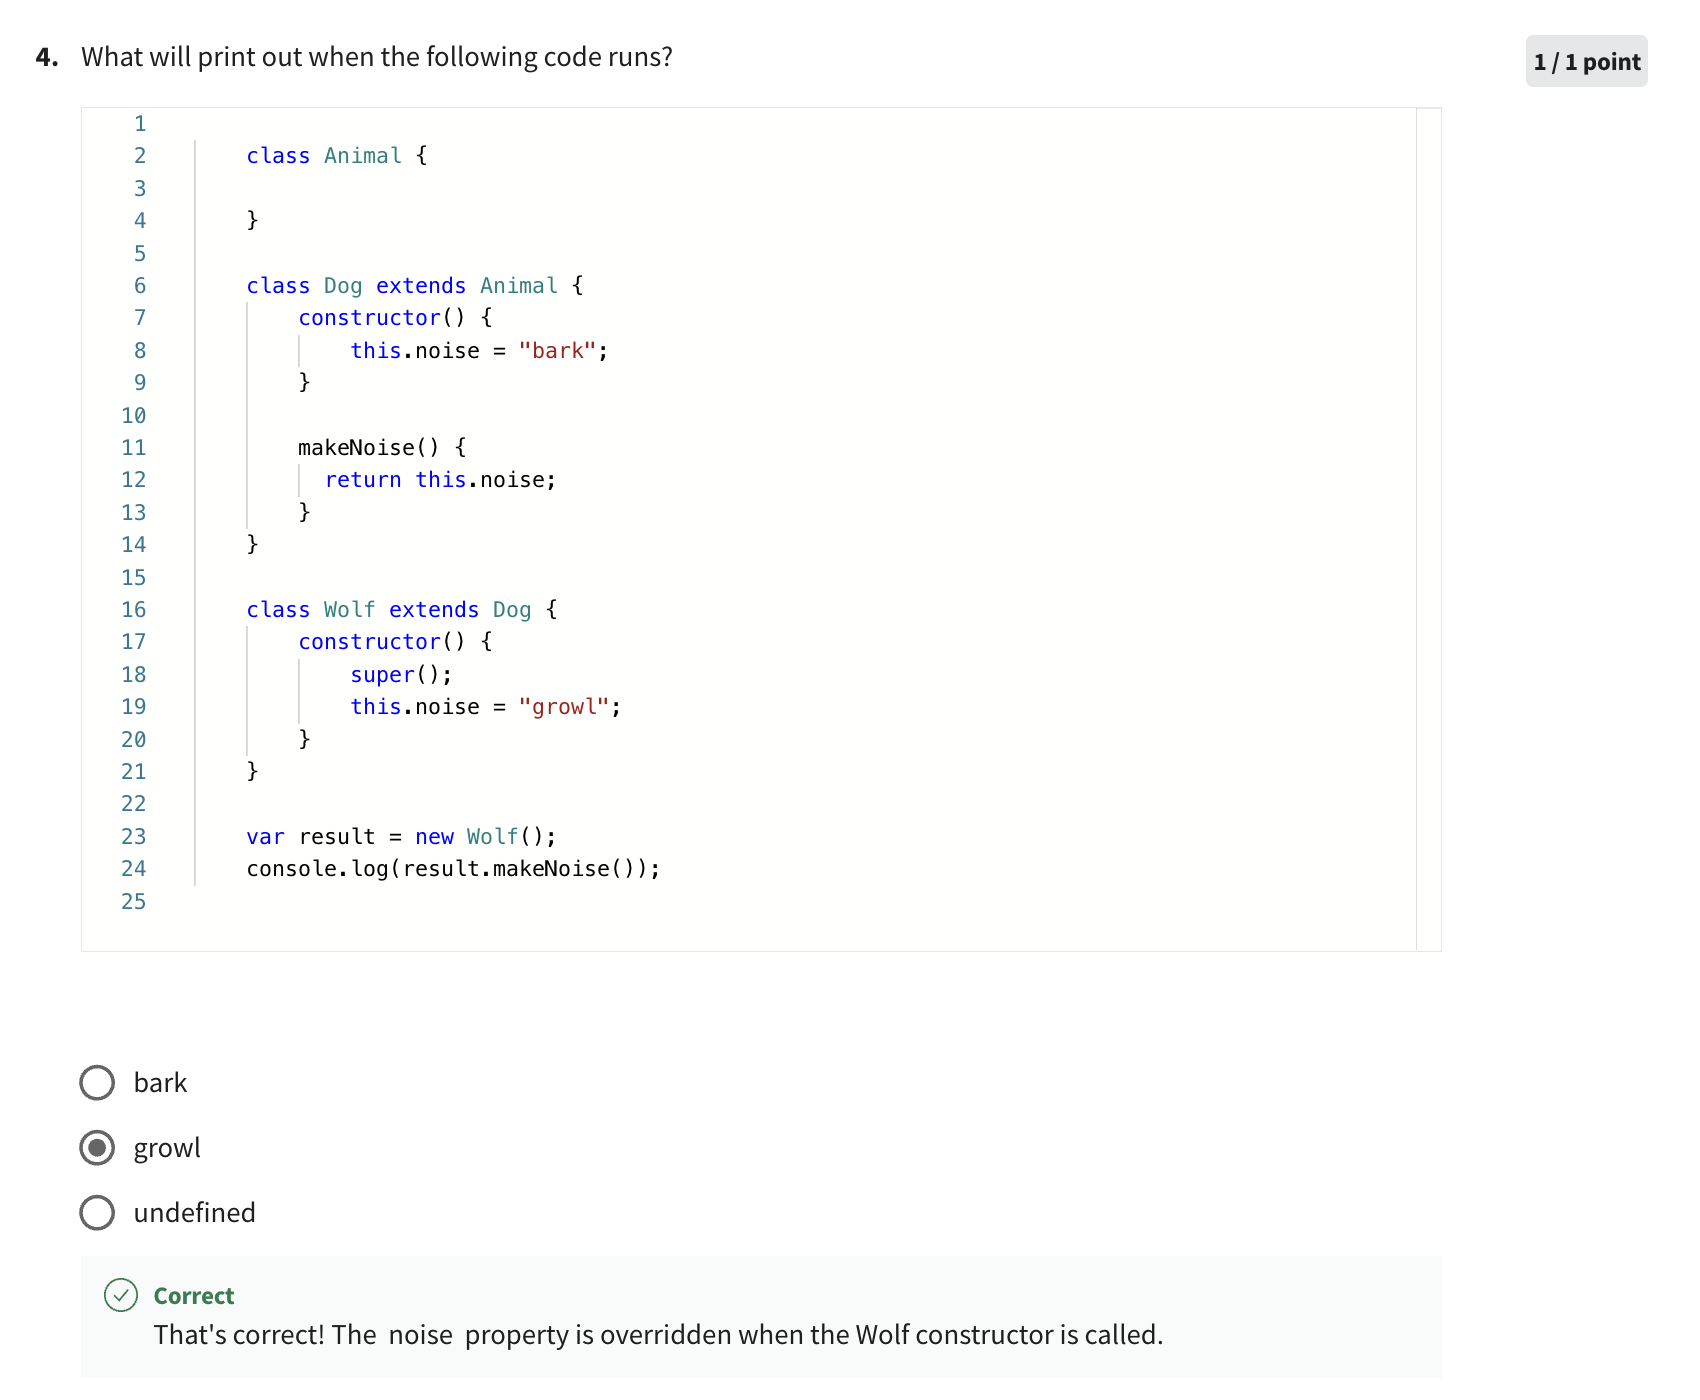 4. What will print out when the following code runs?
1 / 1 point
1
2 class Animal {
3
4 }
5
6 class Dog extends Animal {
7 constructor() {
8 this.noise = "bark";
9 }
10
11 makeNoise() {
12 return this.noise;
13 }
14 }
15
16 class Wolf extends Dog {
17 constructor() {
18 super();
19 this.noise = "growl";
20 }
21 }
22
23 var result = new Wolf();
24 console.log(result.makeNoise());
25
bark
growl
undefined
Correct
That's correct! The noise property is overridden when the Wolf constructor is called.